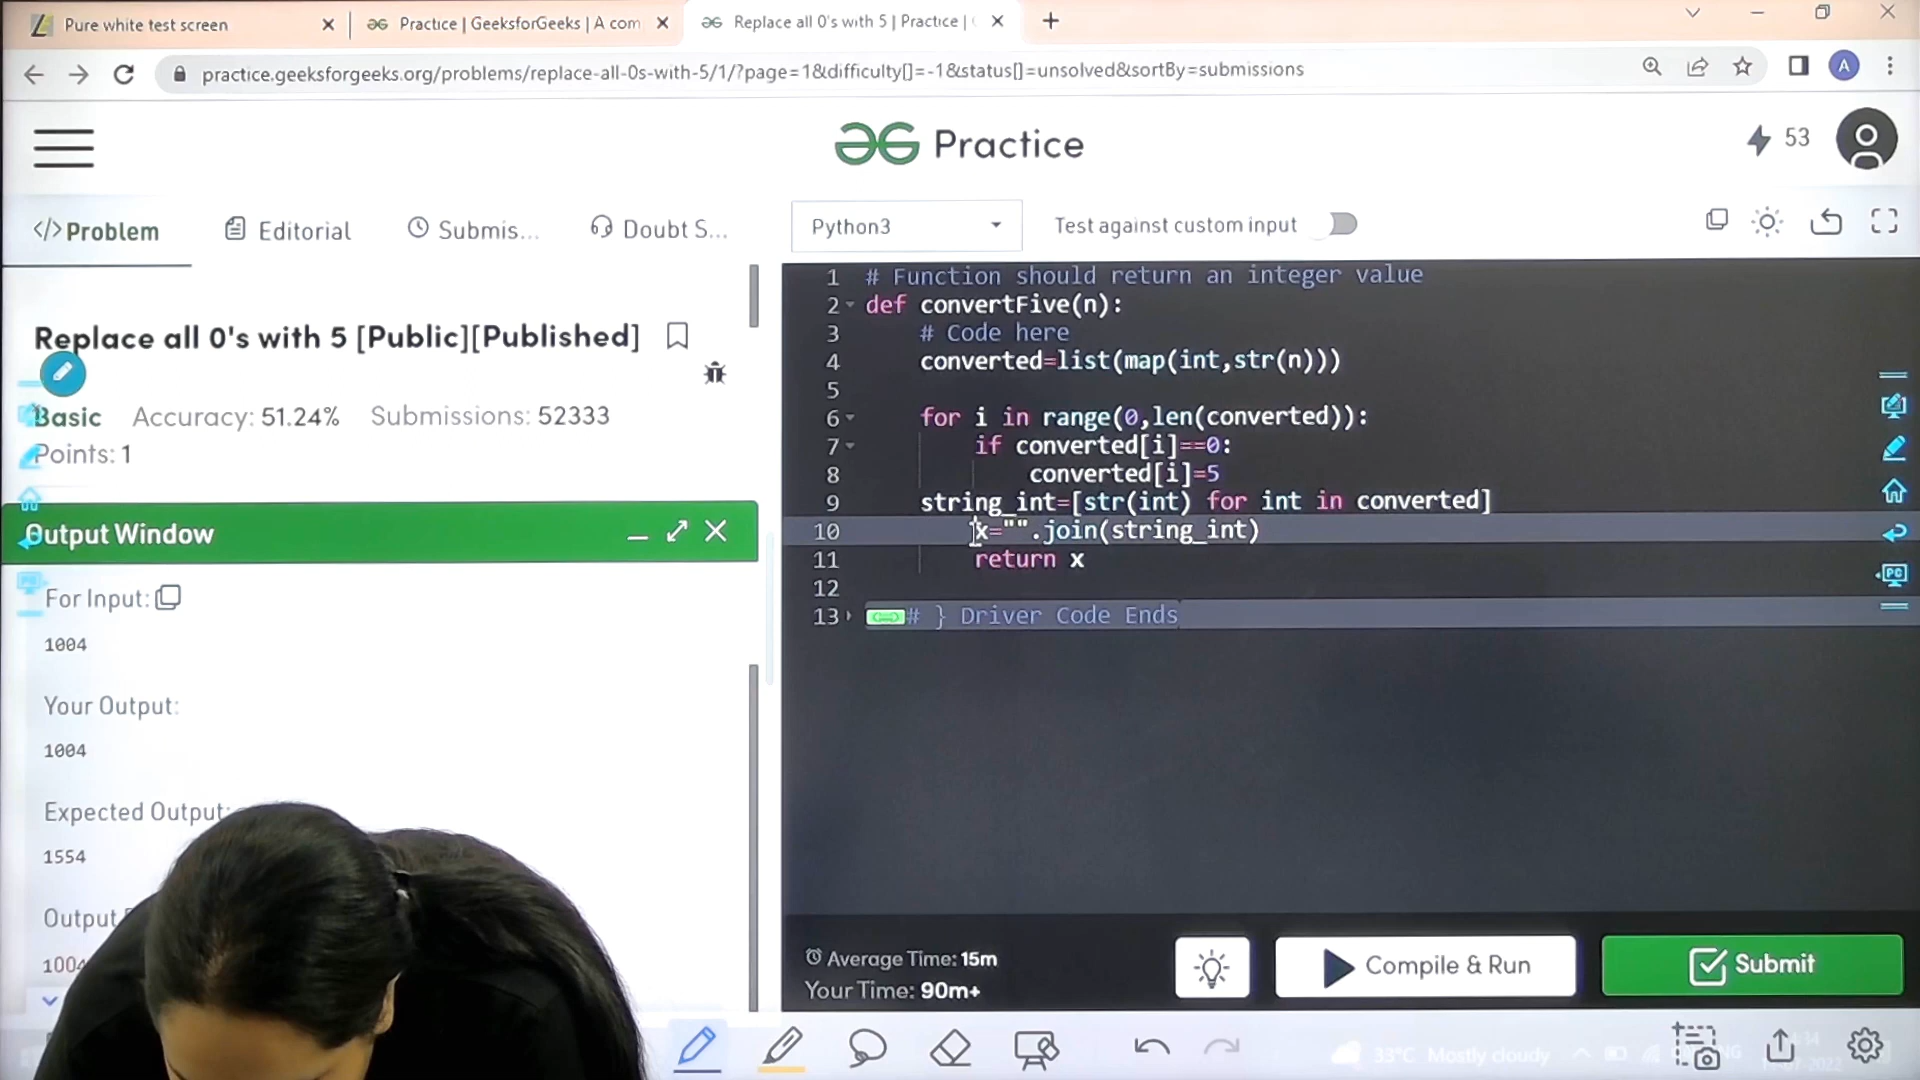 Pure white test screen
Practice | GeeksforGeeks | A com
Replace all 0's with 5 | Practice |
practice.geeksforgeeks.org/problems/replace-all-0s-with-5/1/?page=1&difficulty[]=-1&status[]=unsolved&sortBy=submissions
A
Practice
53
</> Problem
Editorial
Submis...
Doubt S...
Python3
Test against custom input
Replace all 0's with 5 [Public][Published]
Basic Accuracy: 51.24% Submissions: 52333
Points: 1
Output Window
For Input:
1004
Your Output:
1004
Expected Output:
1554
Output
1004
1 # Function should return an integer value
2 def convertFive(n):
3 # Code here
4 converted=list(map(int,str(n)))
5
6 for i in range(0,len(converted)):
7 if converted[i]==0:
8 converted[i]=5
9 string_int=[str(int) for int in converted]
10 x="".join(string_int)
11 return x
12
13 # } Driver Code Ends
PC
Average Time: 15m
Your Time: 90m+
Compile & Run
Submit
33°C Mostly cloudy